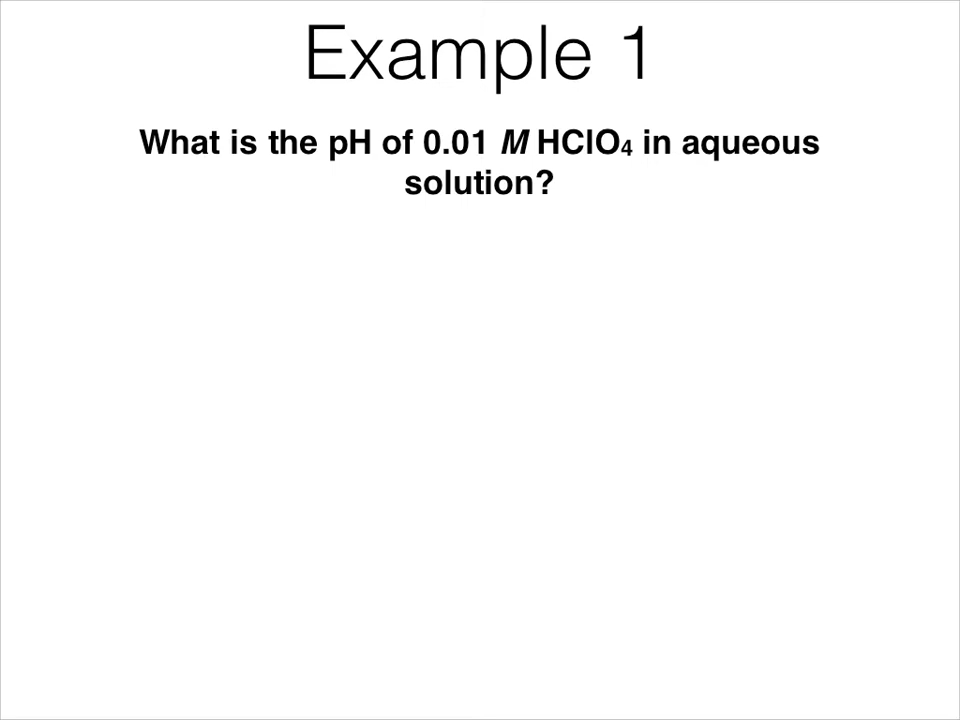 Example 1
What is the pH of 0.01 M HClO₄ in aqueous
solution?